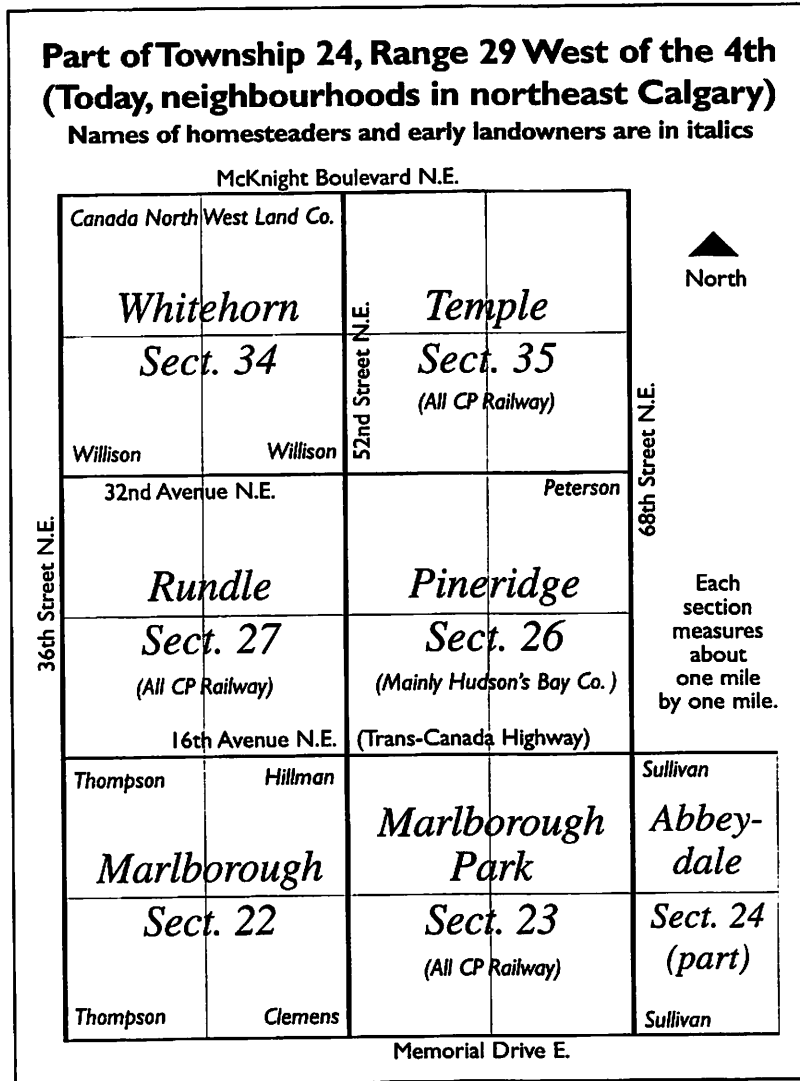 Part of Township 24, Range 29 West of the 4th
(Today, neighbourhoods in northeast Calgary)
Names of homesteaders and early landowners are in italics
McKnight Boulevard N.E.
Canada North West Land Co.
North
Whitehorn
Temple
52nd Street N.E.
Sect. 34
Sect. 35
(All CP Railway)
68th Street N.E.
Willison
Willison
32nd Avenue N.E.
Peterson
36th Street N.E.
Rundle
Pineridge
Each
section
measures
about
one mile
by one mile.
Sect. 27
Sect. 26
(All CP Railway)
(Mainly Hudson's Bay Co.)
16th Avenue N.E.
(Trans-Canada Highway)
Thompson
Hillman
Sullivan
Marlborough
Marlborough
Park
Abbey-
dale
Sect. 22
Sect. 23
(All CP Railway)
Sect. 24
(part)
Thompson
Clemens
Sullivan
Memorial Drive E.